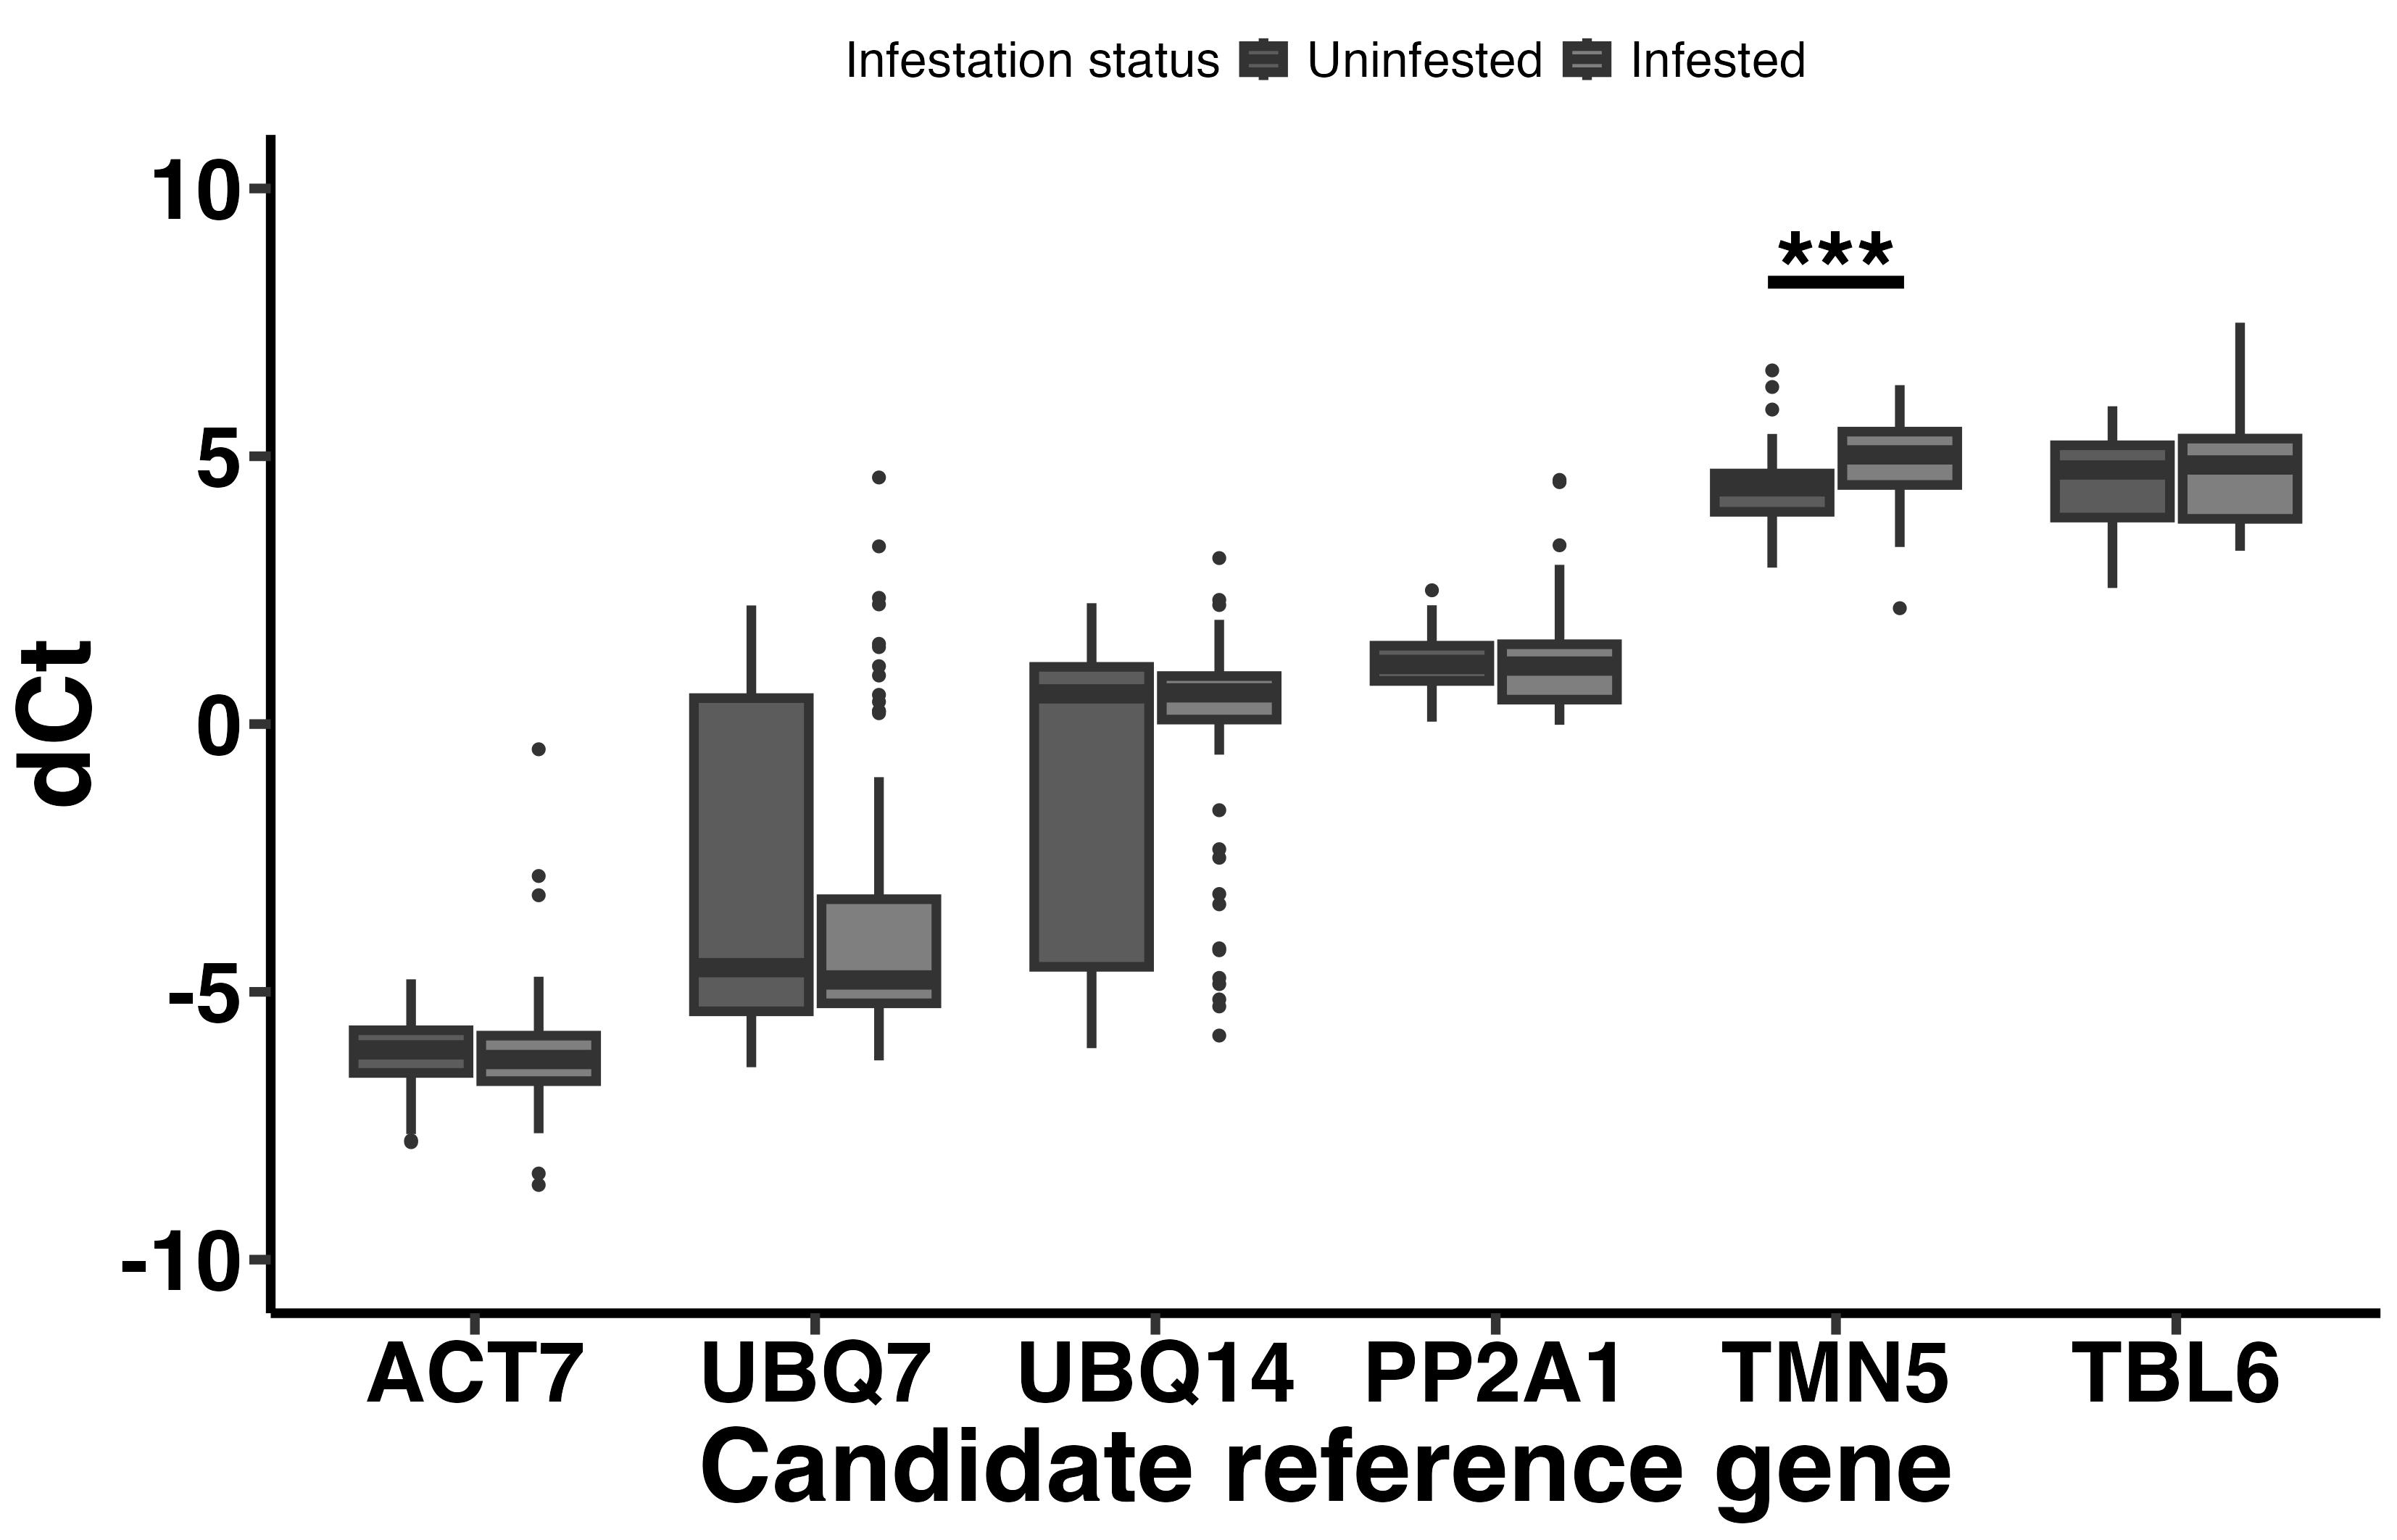 Infestation status Uninfested Infested
10
***
5
0
-5
-10
dCt
ACT7 UBQ7 UBQ14 PP2A1 TMN5 TBL6
Candidate reference gene